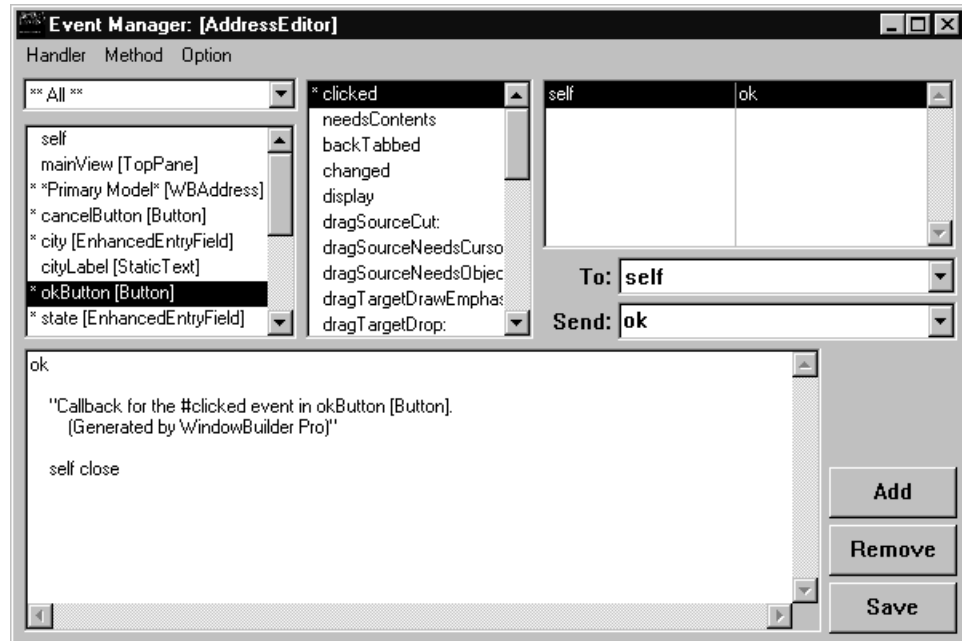 Event Manager: [AddressEditor]
Handler Method Option
** All **
self
mainView [TopPane]
* *Primary Model* [WBAddress]
* cancelButton [Button]
* city [EnhancedEntryField]
cityLabel [StaticText]
* okButton [Button]
* state [EnhancedEntryField]
* clicked
needsContents
backTabbed
changed
display
dragSourceCut:
dragSourceNeedsCurso
dragSourceNeedsObjec
dragTargetDrawEmphas
dragTargetDrop:
self ok
To: self
Send: ok
ok
"Callback for the #clicked event in okButton [Button].
(Generated by WindowBuilder Pro)"
self close
Add
Remove
Save